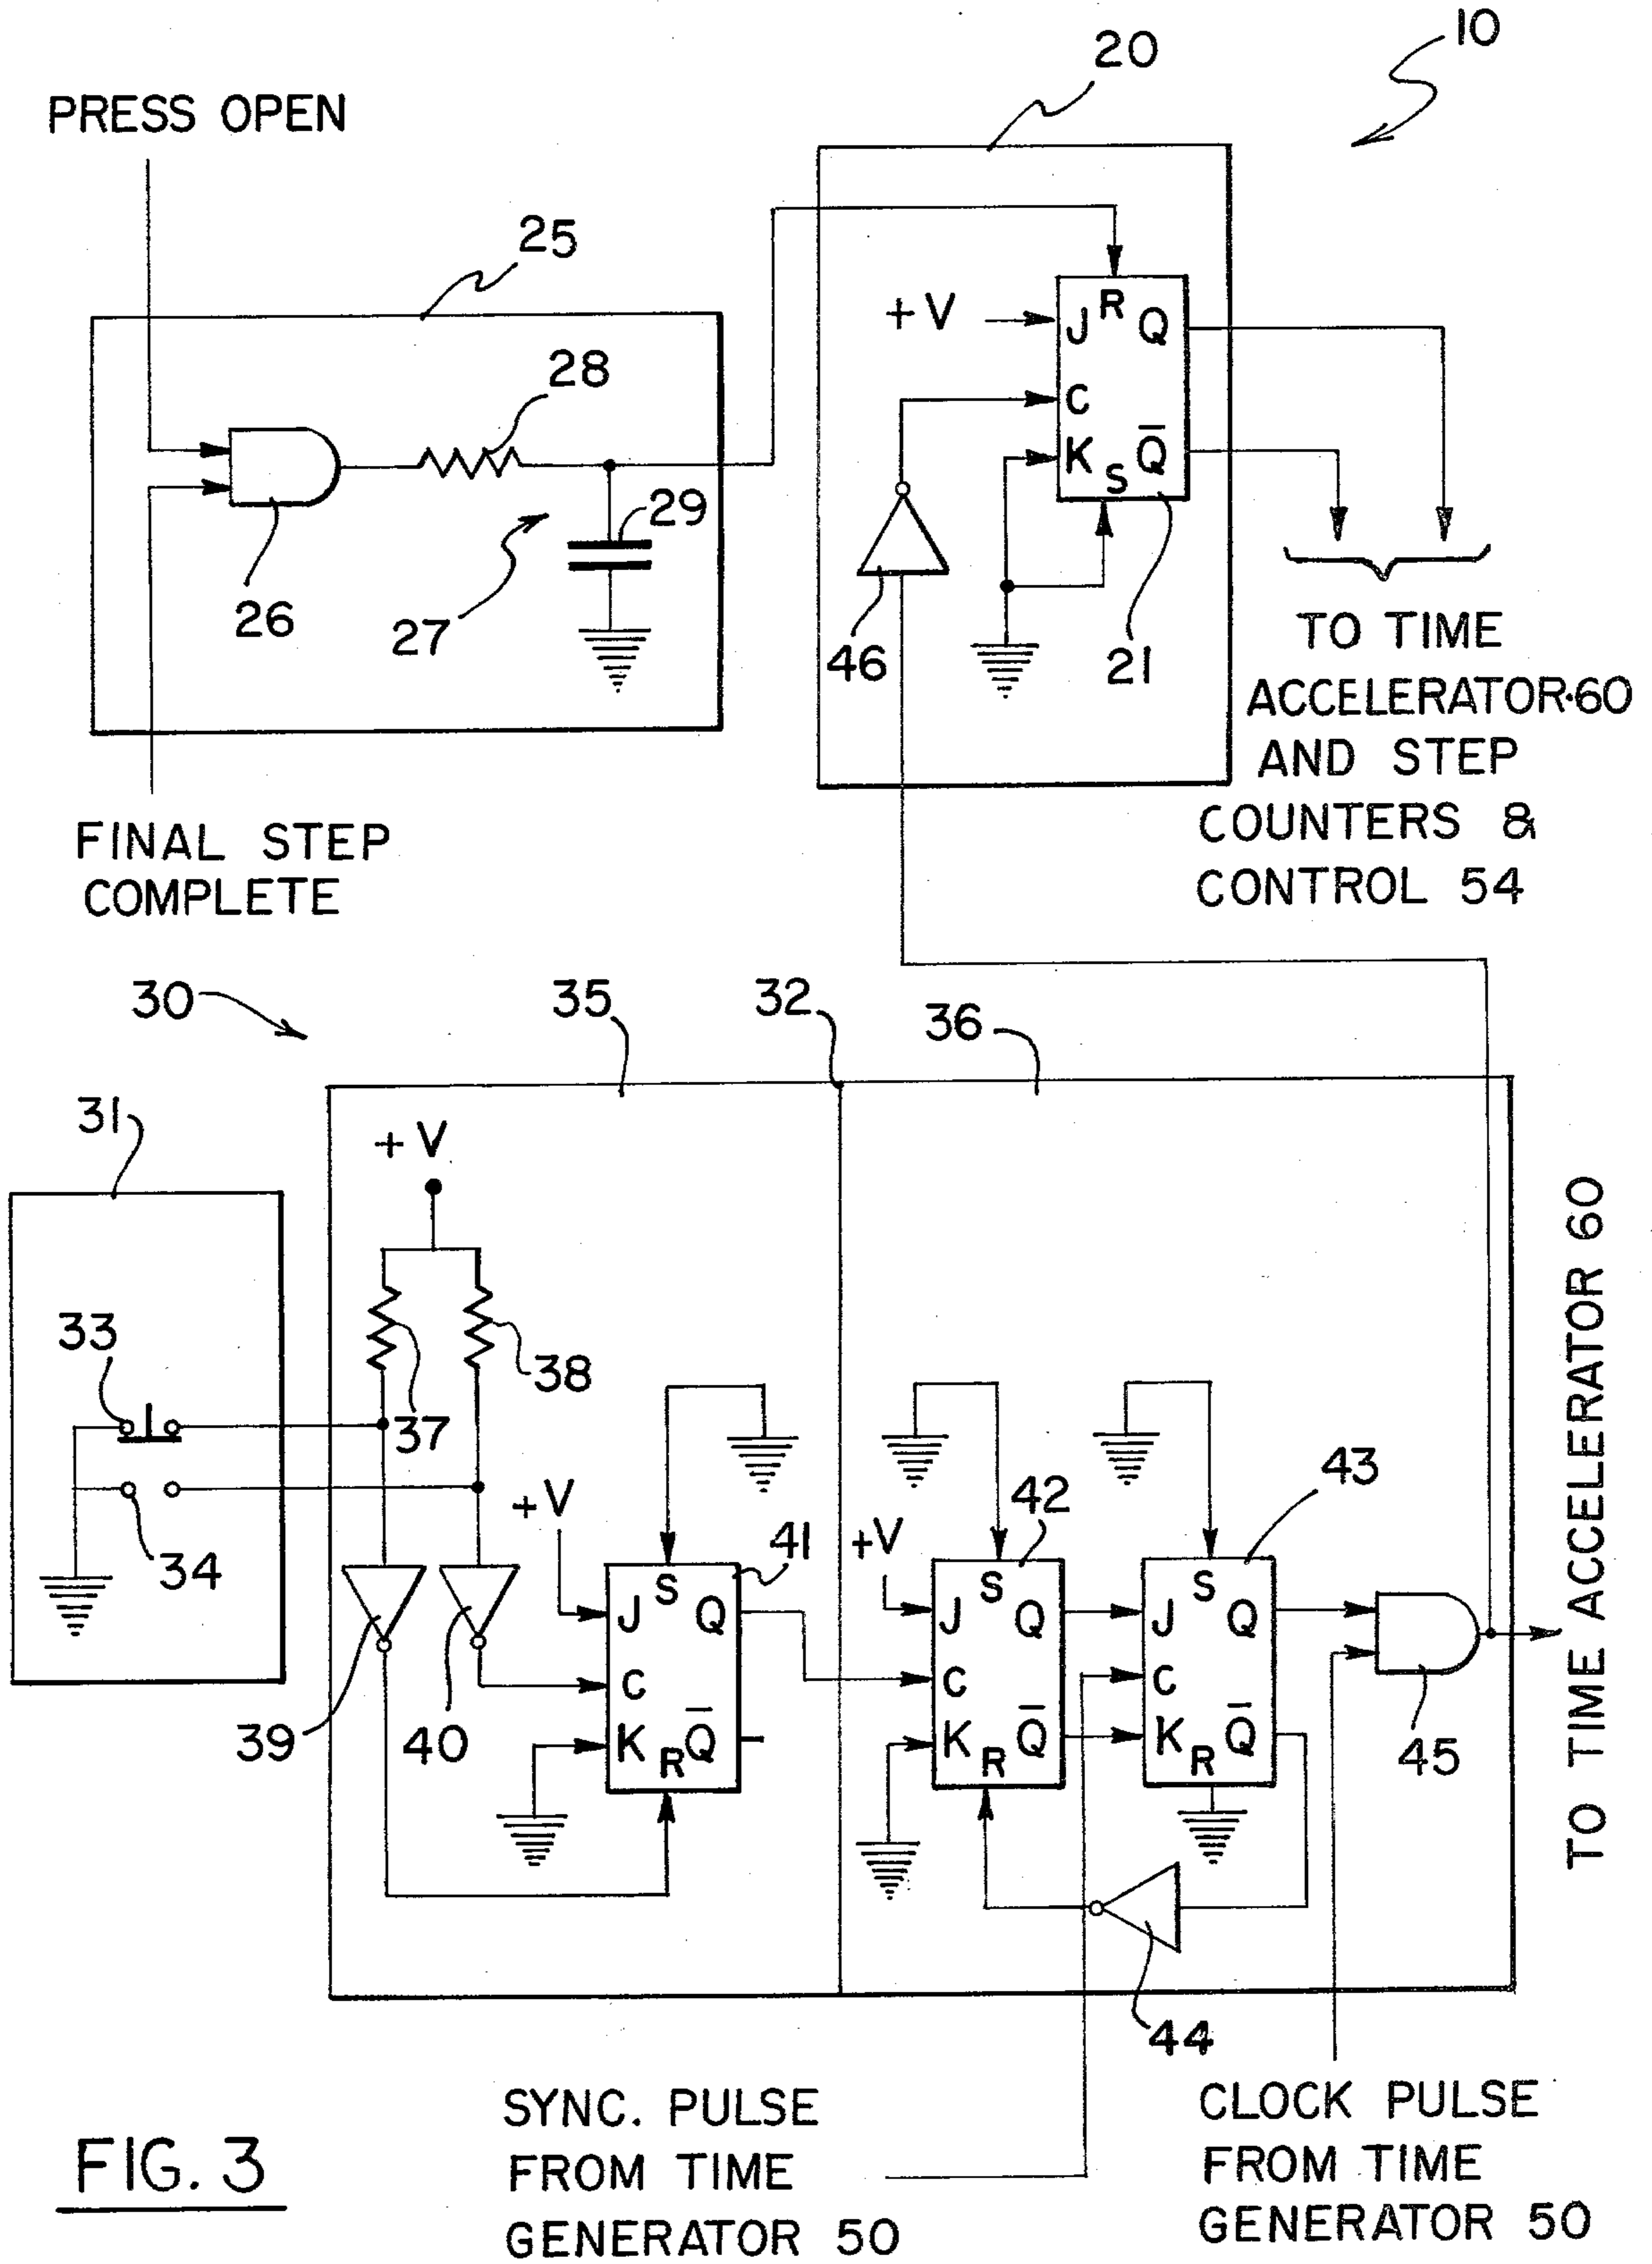 10
20
PRESS OPEN
25
+V
J R Q
28
C
K S Q̄
29
26
27
46
21
TO TIME
ACCELERATOR 60
AND STEP
COUNTERS &
CONTROL 54
FINAL STEP
COMPLETE
30
35
32
36
31
+V
33
37
38
34
+V
41
+V
42
43
S
J Q
C
K R Q̄
S
J Q
C
K R Q̄
S
J Q
C
K R Q̄
39
40
45
44
TO TIME ACCELERATOR 60
SYNC. PULSE
FROM TIME
GENERATOR 50
CLOCK PULSE
FROM TIME
GENERATOR 50
FIG. 3